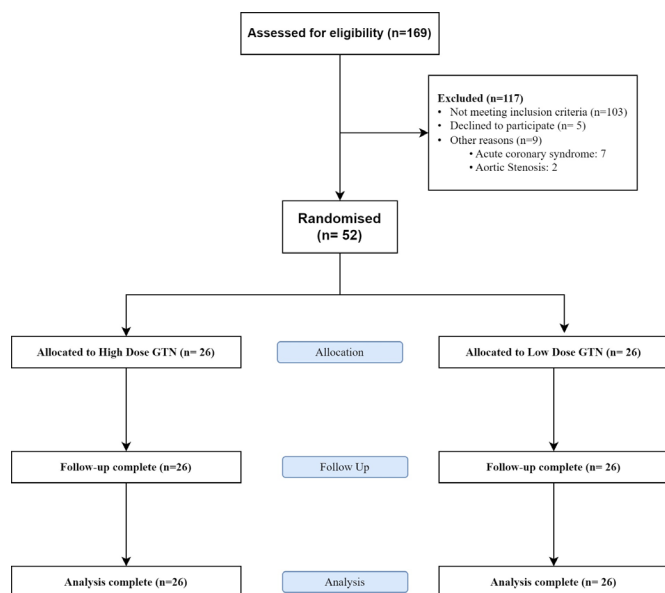 Assessed for eligibility (n=169)
Excluded (n=117)
• Not meeting inclusion criteria (n=103)
• Declined to participate (n= 5)
• Other reasons (n=9)
• Acute coronary syndrome: 7
• Aortic Stenosis: 2
Randomised
(n= 52)
Allocated to High Dose GTN (n= 26)
Allocation
Allocated to Low Dose GTN (n= 26)
Follow-up complete (n=26)
Follow Up
Follow-up complete (n= 26)
Analysis complete (n=26)
Analysis
Analysis complete (n= 26)